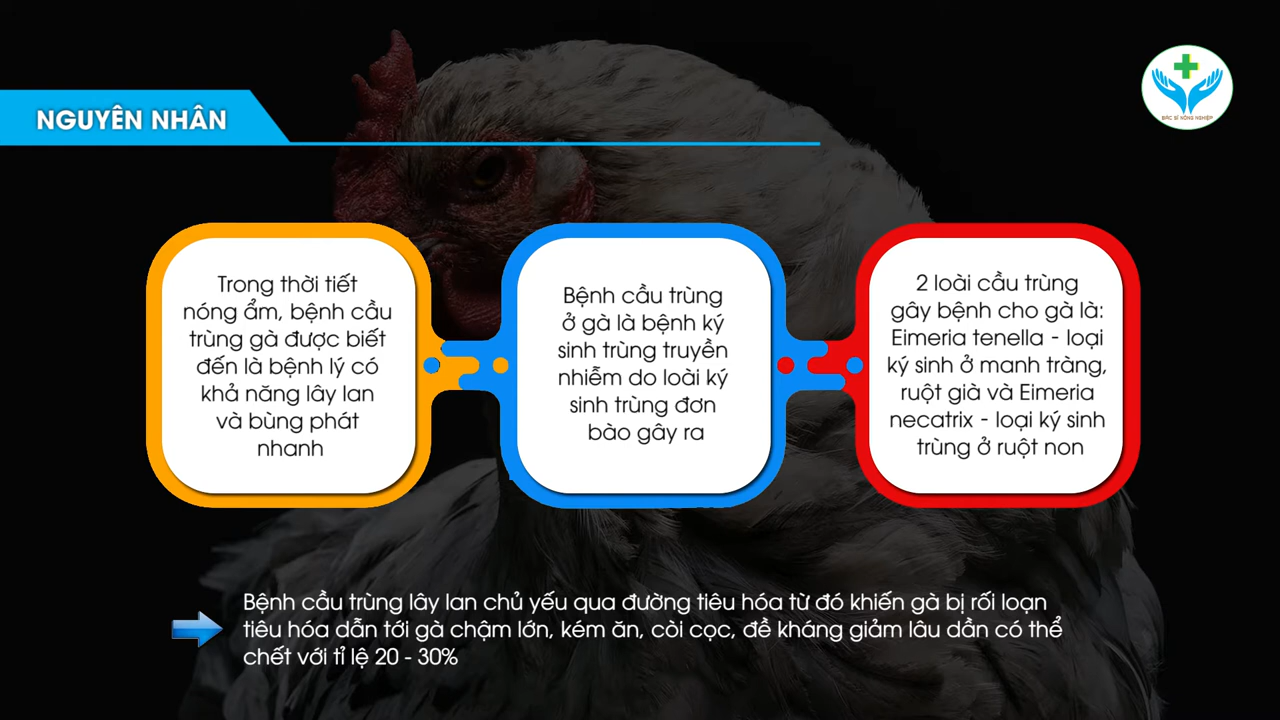 NGUYÊN NHÂN
BÁC SĨ NÔNG NGHIỆP
Trong thời tiết
nóng ẩm, bệnh cầu
trùng gà được biết
đến là bệnh lý có
khả năng lây lan
và bùng phát
nhanh
Bệnh cầu trùng
ở gà là bệnh ký
sinh trùng truyền
nhiễm do loài ký
sinh trùng đơn
bào gây ra
2 loài cầu trùng
gây bệnh cho gà là:
Eimeria tenella - loại
ký sinh ở manh tràng,
ruột già và Eimeria
necatrix - loại ký sinh
trùng ở ruột non
Bệnh cầu trùng lây lan chủ yếu qua đường tiêu hóa từ đó khiến gà bị rối loạn
tiêu hóa dẫn tới gà chậm lớn, kém ăn, còi cọc, đề kháng giảm lâu dần có thể
chết với tỉ lệ 20 - 30%